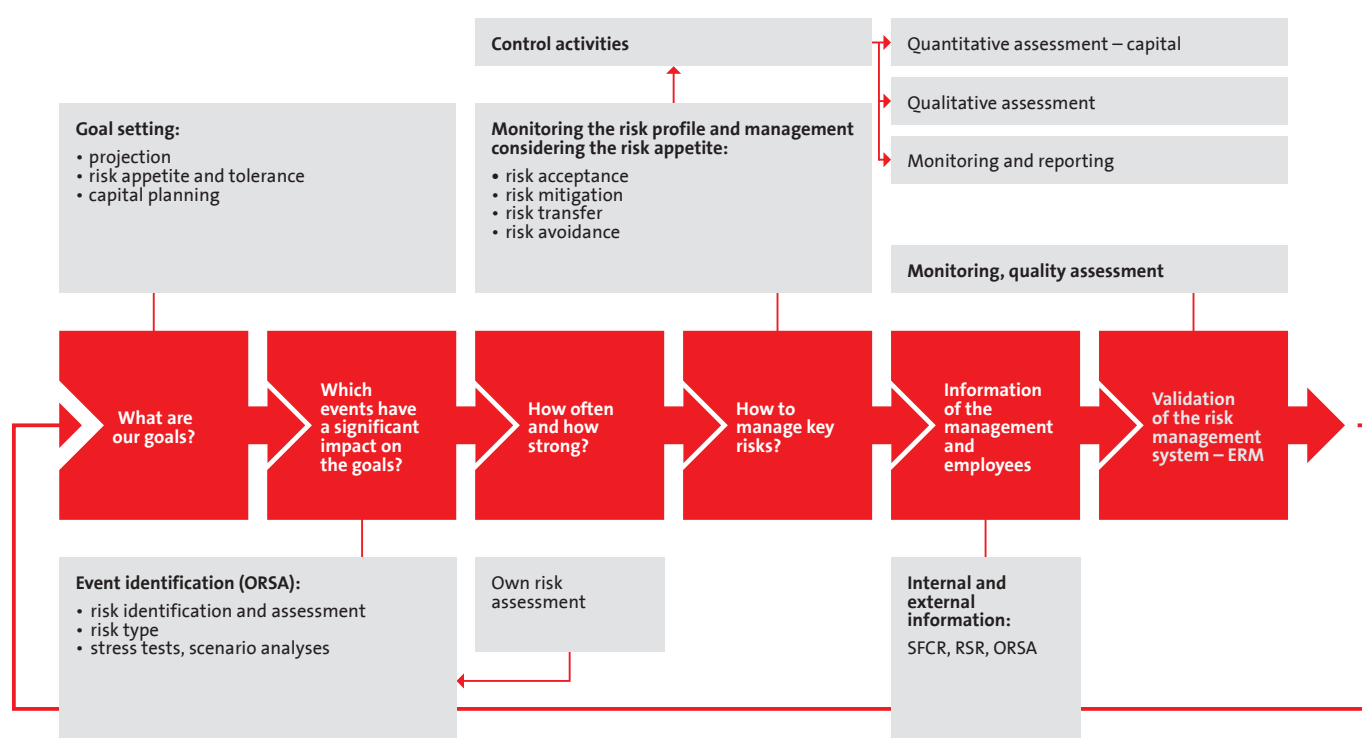 Control activities
Quantitative assessment – capital
Qualitative assessment
Monitoring and reporting
Goal setting:
• projection
• risk appetite and tolerance
• capital planning
Monitoring the risk profile and management
considering the risk appetite:
• risk acceptance
• risk mitigation
• risk transfer
• risk avoidance
Monitoring, quality assessment
What are
our goals?
Which
events have
a significant
impact on
the goals?
How often
and how
strong?
How to
manage key
risks?
Information
of the
management
and
employees
Validation
of the risk
management
system – ERM
Event identification (ORSA):
• risk identification and assessment
• risk type
• stress tests, scenario analyses
Own risk
assessment
Internal and
external
information:
SFCR, RSR, ORSA